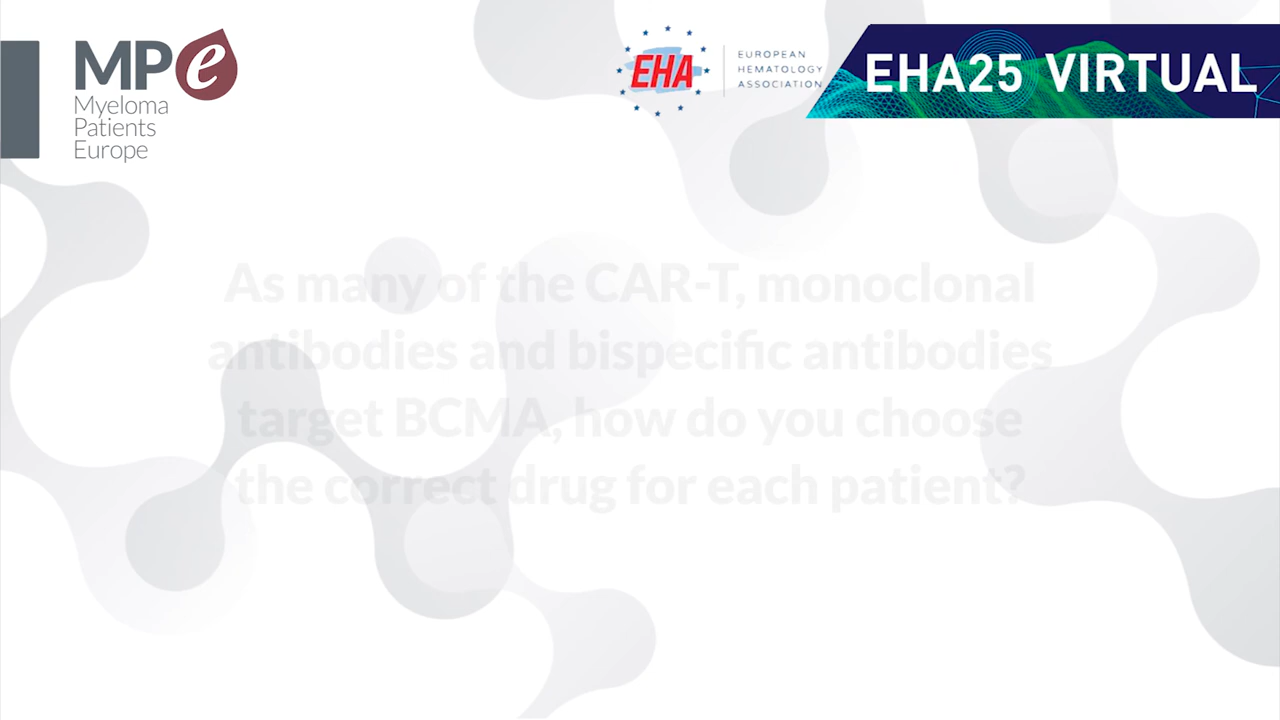 MPe
Myeloma
Patients
Europe
EHA
EUROPEAN
HEMATOLOGY
ASSOCIATION
EHA25 VIRTUAL
As many of the CAR-T, monoclonal
antibodies and bispecific antibodies
target BCMA, how do you choose
the correct drug for each patient?